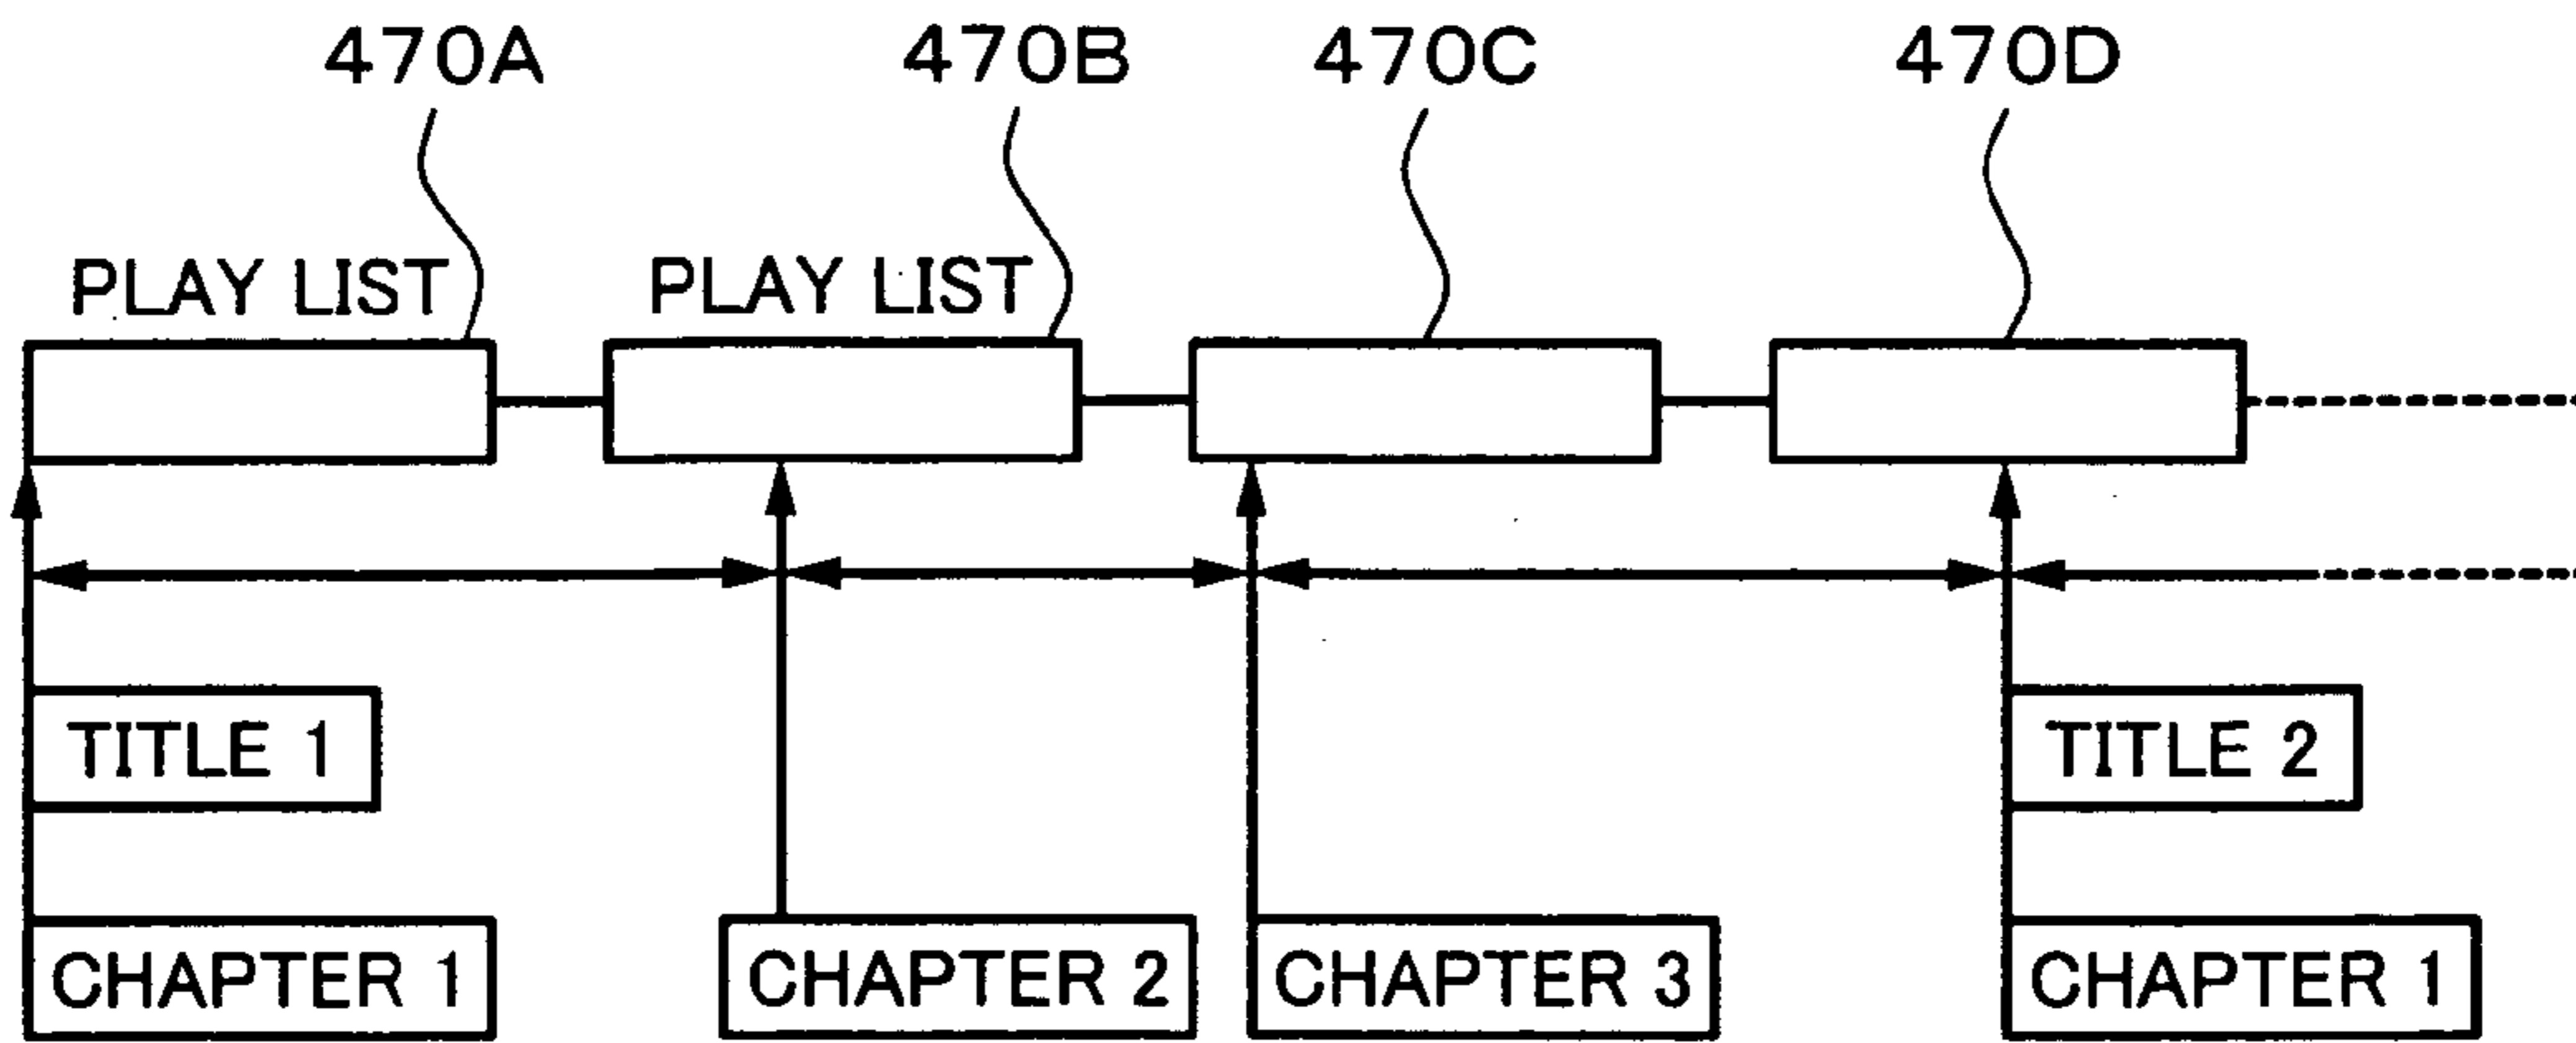 470A 470B 470C 470D
PLAY LIST PLAY LIST
TITLE 1 TITLE 2
CHAPTER 1 CHAPTER 2 CHAPTER 3 CHAPTER 1